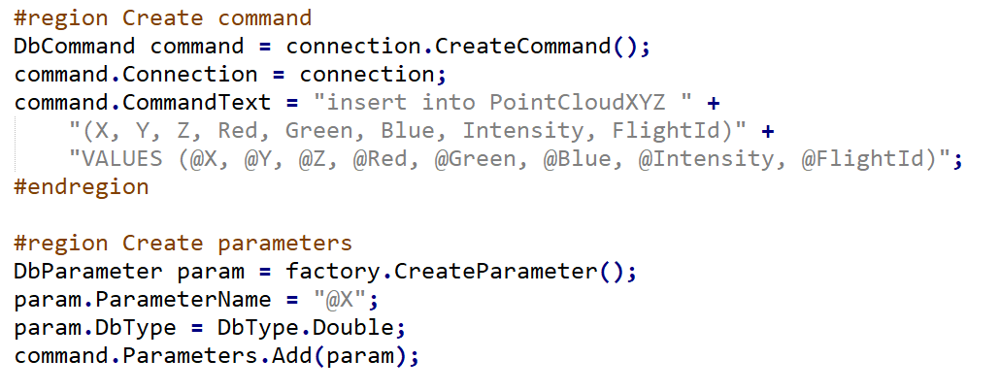 #region Create command
DbCommand command = connection.CreateCommand();
command.Connection = connection;
command.CommandText = "insert into PointCloudXYZ " +
    "(X, Y, Z, Red, Green, Blue, Intensity, FlightId)" +
    "VALUES (@X, @Y, @Z, @Red, @Green, @Blue, @Intensity, @FlightId)";
#endregion

#region Create parameters
DbParameter param = factory.CreateParameter();
param.ParameterName = "@X";
param.DbType = DbType.Double;
command.Parameters.Add(param);